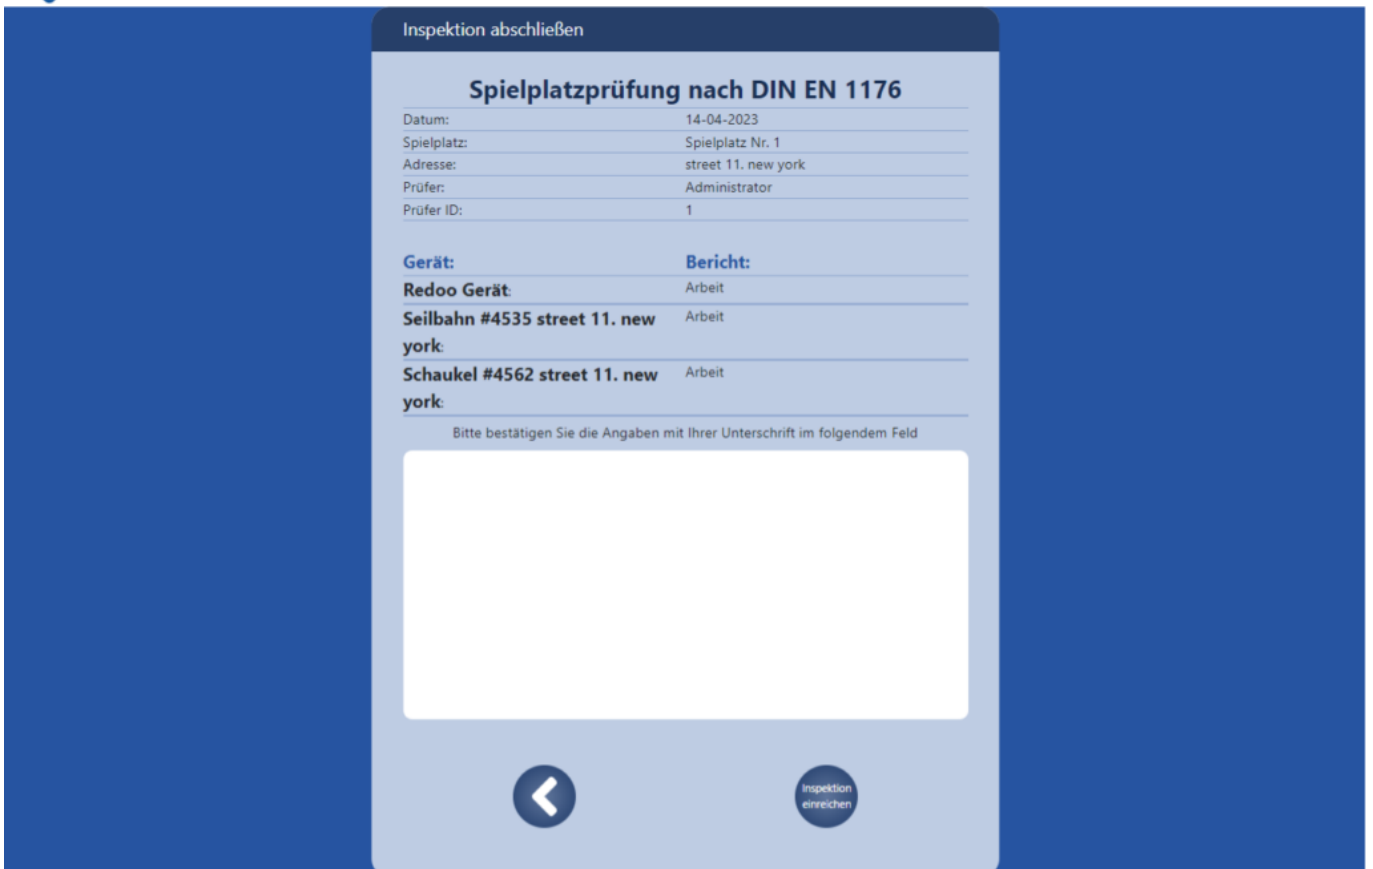 Inspektion abschließen
Spielplatzprüfung nach DIN EN 1176
Datum: 14-04-2023
Spielplatz: Spielplatz Nr. 1
Adresse: street 11. new york
Prüfer: Administrator
Prüfer ID: 1
Gerät: Bericht:
Redoo Gerät: Arbeit
Seilbahn #4535 street 11. new Arbeit
york:
Schaukel #4562 street 11. new Arbeit
york:
Bitte bestätigen Sie die Angaben mit Ihrer Unterschrift im folgendem Feld
Inspektion
einreichen